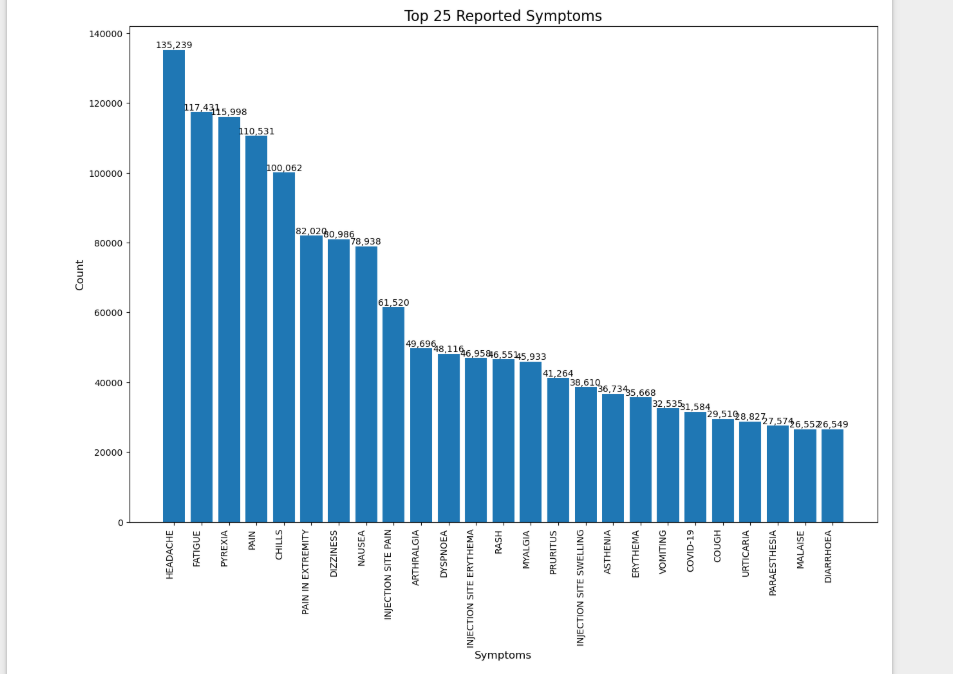 Top 25 Reported Symptoms
140000
120000
100000
80000
60000
40000
20000
0
Count
135,239
117,431
115,998
110,531
100,062
82,020
80,986
78,938
61,520
49,696
48,116
46,958
46,551
45,933
41,264
38,610
36,734
35,668
32,535
31,584
29,510
28,827
27,574
26,552
26,549
HEADACHE
FATIGUE
PYREXIA
PAIN
CHILLS
PAIN IN EXTREMITY
DIZZINESS
NAUSEA
INJECTION SITE PAIN
ARTHRALGIA
DYSPNOEA
INJECTION SITE ERYTHEMA
RASH
MYALGIA
PRURITUS
INJECTION SITE SWELLING
ASTHENIA
ERYTHEMA
VOMITING
COVID-19
COUGH
URTICARIA
PARAESTHESIA
MALAISE
DIARRHOEA
Symptoms